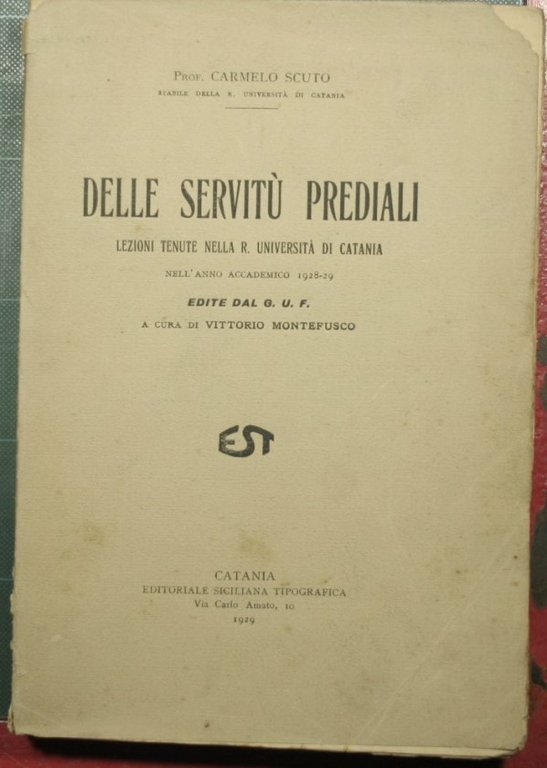 Prof. CARMELO SCUTO
STABILE DELLA R. UNIVERSITÀ DI CATANIA
DELLE SERVITÙ PREDIALI
LEZIONI TENUTE NELLA R. UNIVERSITÀ DI CATANIA
NELL'ANNO ACCADEMICO 1928-29
EDITE DAL G. U. F.
A CURA DI VITTORIO MONTEFUSCO
EST
CATANIA
EDITORIALE SICILIANA TIPOGRAFICA
Via Carlo Amato, 10
1929